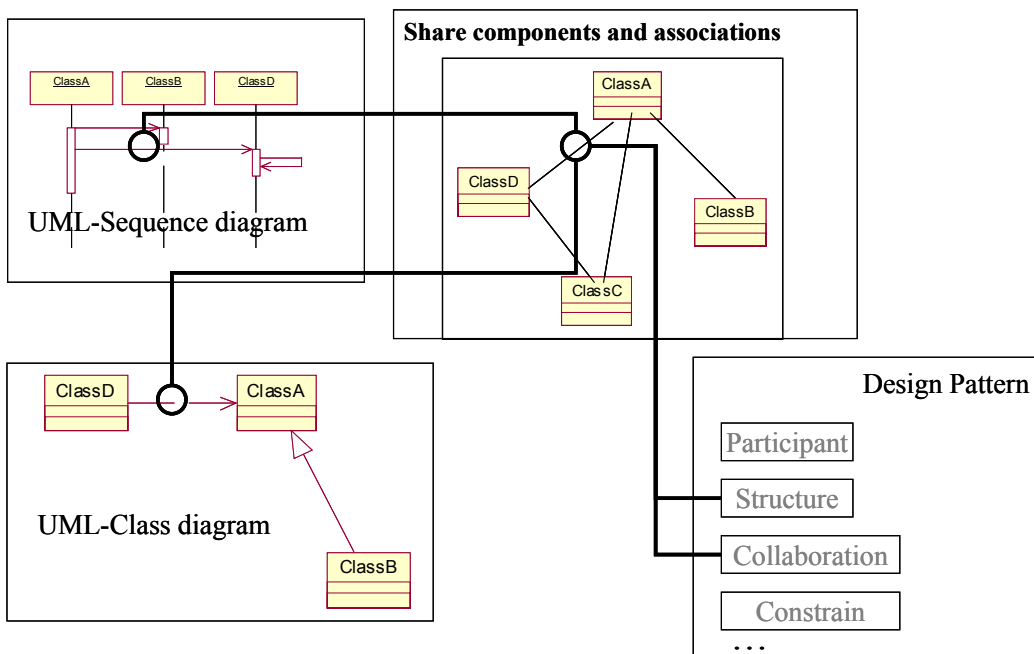 ClassA
ClassB
ClassD
UML-Sequence diagram
Share components and associations
ClassA
ClassD
ClassB
ClassC
ClassD
ClassA
UML-Class diagram
ClassB
Design Pattern
Participant
Structure
Collaboration
Constrain
...